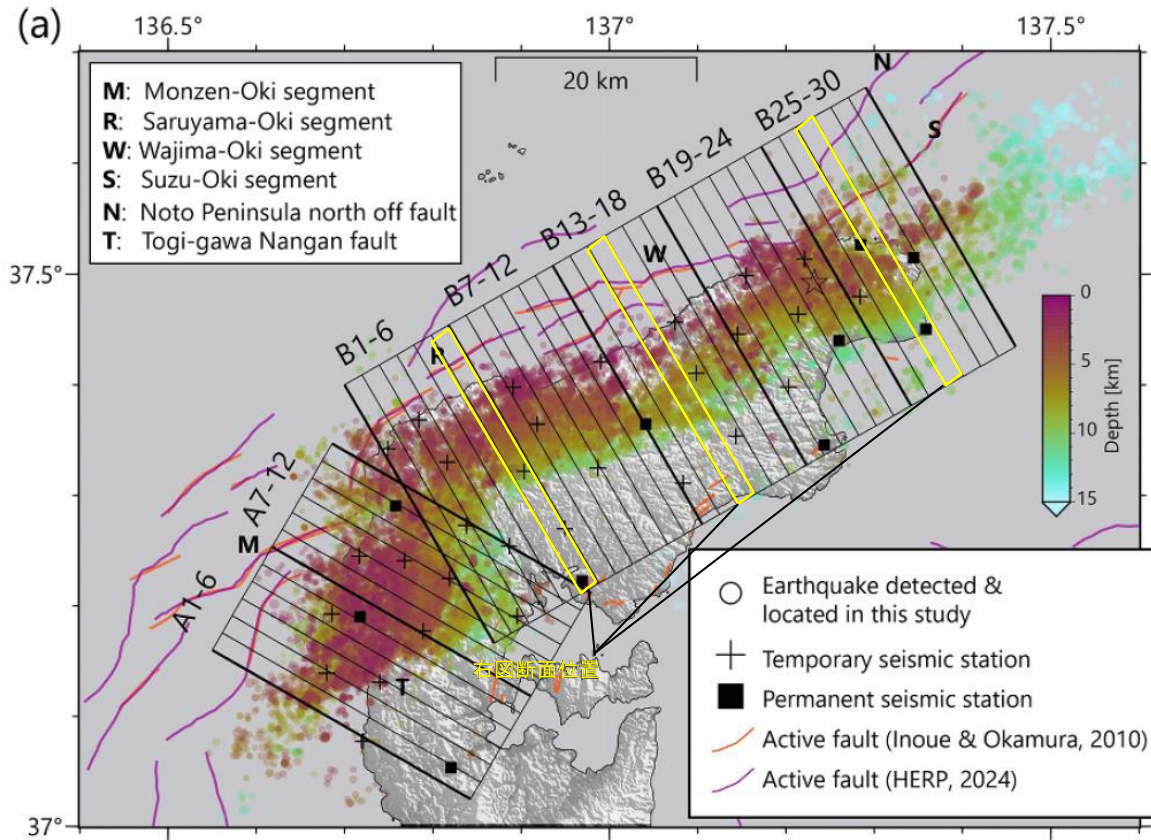 (a)
136.5°
137°
137.5°
M: Monzen-Oki segment
R: Saruyama-Oki segment
W: Wajima-Oki segment
S: Suzu-Oki segment
N: Noto Peninsula north off fault
T: Togi-gawa Nangan fault
20 km
N
S
B25-30
B19-24
B13-18
W
B7-12
B1-6
R
37.5°
0
5
10
15
Depth [km]
A7-12
M
A1-6
T
右図断面位置
Earthquake detected &
located in this study
Temporary seismic station
Permanent seismic station
Active fault (Inoue & Okamura, 2010)
Active fault (HERP, 2024)
37°